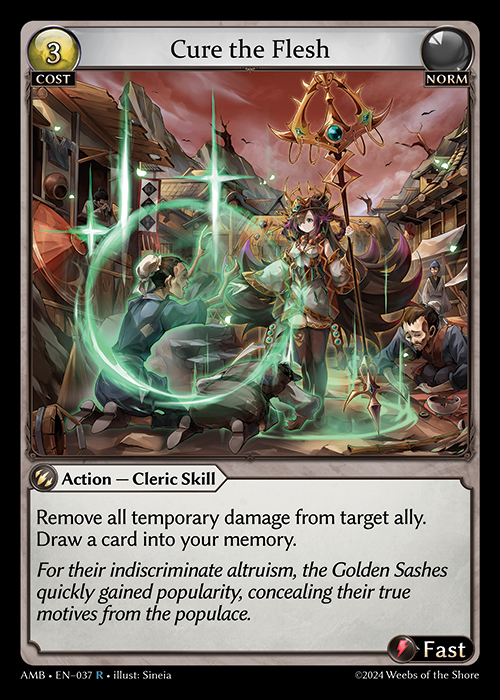 3
COST
Cure the Flesh
NORM
Action — Cleric Skill
Remove all temporary damage from target ally.
Draw a card into your memory.
For their indiscriminate altruism, the Golden Sashes
quickly gained popularity, concealing their true
motives from the populace.
Fast
AMB • EN–037 R • illust: Sineia
©2024 Weebs of the Shore